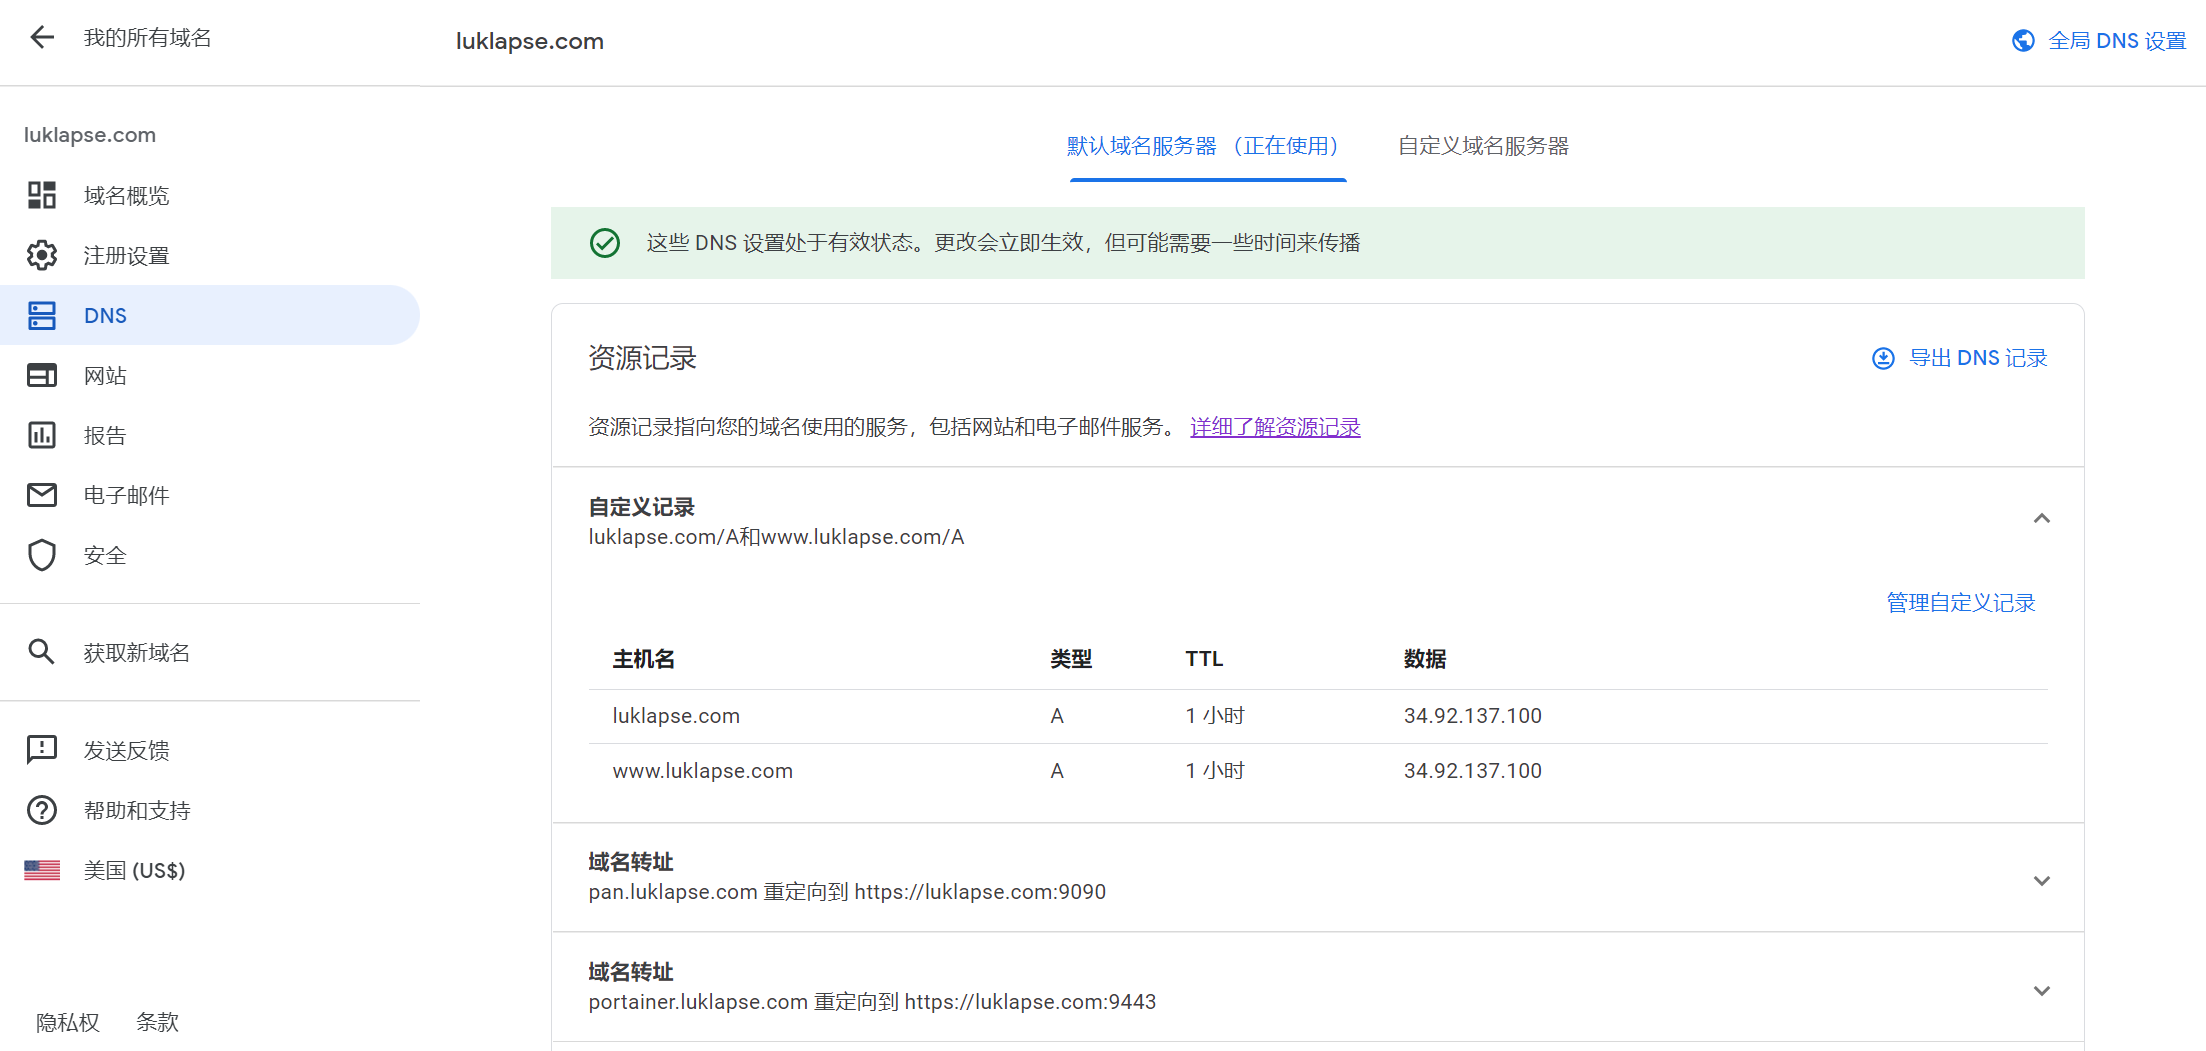 我的所有域名
luklapse.com
全局 DNS 设置
luklapse.com
域名概览
注册设置
DNS
网站
报告
电子邮件
安全
获取新域名
发送反馈
帮助和支持
美国 (US$)
隐私权 条款
默认域名服务器 （正在使用） 自定义域名服务器
这些 DNS 设置处于有效状态。更改会立即生效，但可能需要一些时间来传播
资源记录
导出 DNS 记录
资源记录指向您的域名使用的服务，包括网站和电子邮件服务。 详细了解资源记录
自定义记录
luklapse.com/A和www.luklapse.com/A
管理自定义记录
主机名 类型 TTL 数据
luklapse.com A 1 小时 34.92.137.100
www.luklapse.com A 1 小时 34.92.137.100
域名转址
pan.luklapse.com 重定向到 https://luklapse.com:9090
域名转址
portainer.luklapse.com 重定向到 https://luklapse.com:9443